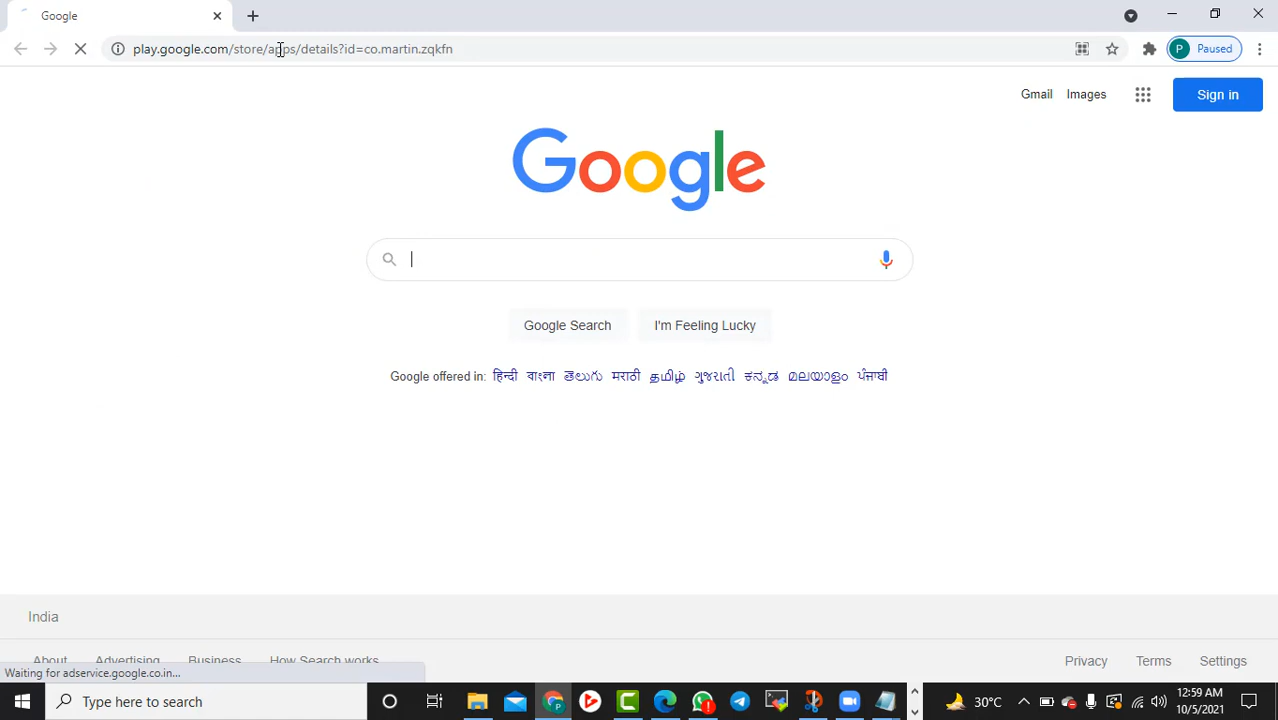 Google
play.google.com/store/apps/details?id=co.martin.zqkfn
P Paused
Gmail Images Sign in
Google
Google Search I'm Feeling Lucky
Google offered in: हिन्दी বাংলা తెలుగు मराठी தமிழ் ગુજરાતી ಕನ್ನಡ മലയാളം ਪੰਜਾਬੀ
India
About Advertising Business How Search works
Privacy Terms Settings
Waiting for adservice.google.co.in...
Type here to search
30°C
12:59 AM
10/5/2021